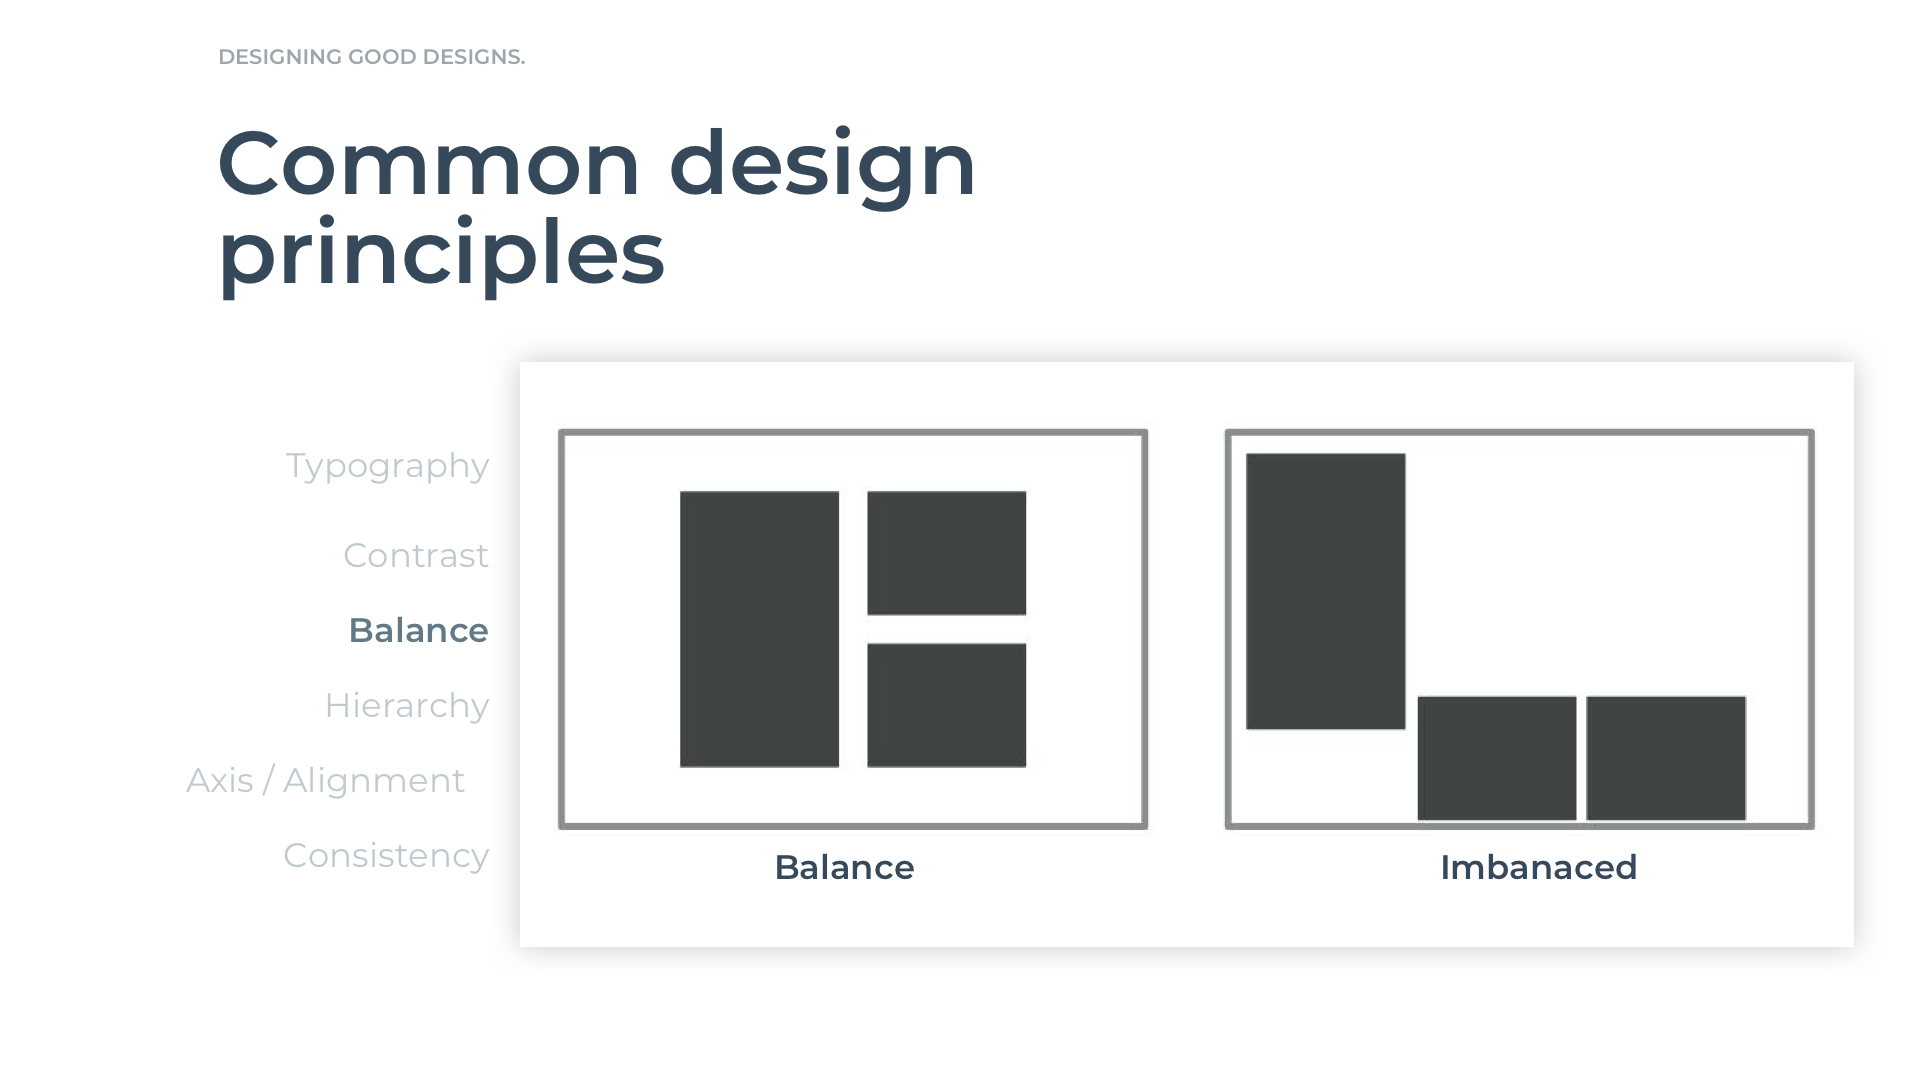 DESIGNING GOOD DESIGNS.
Common design
principles
Typography
Contrast
Balance
Hierarchy
Axis / Alignment
Consistency
Balance
Imbanaced